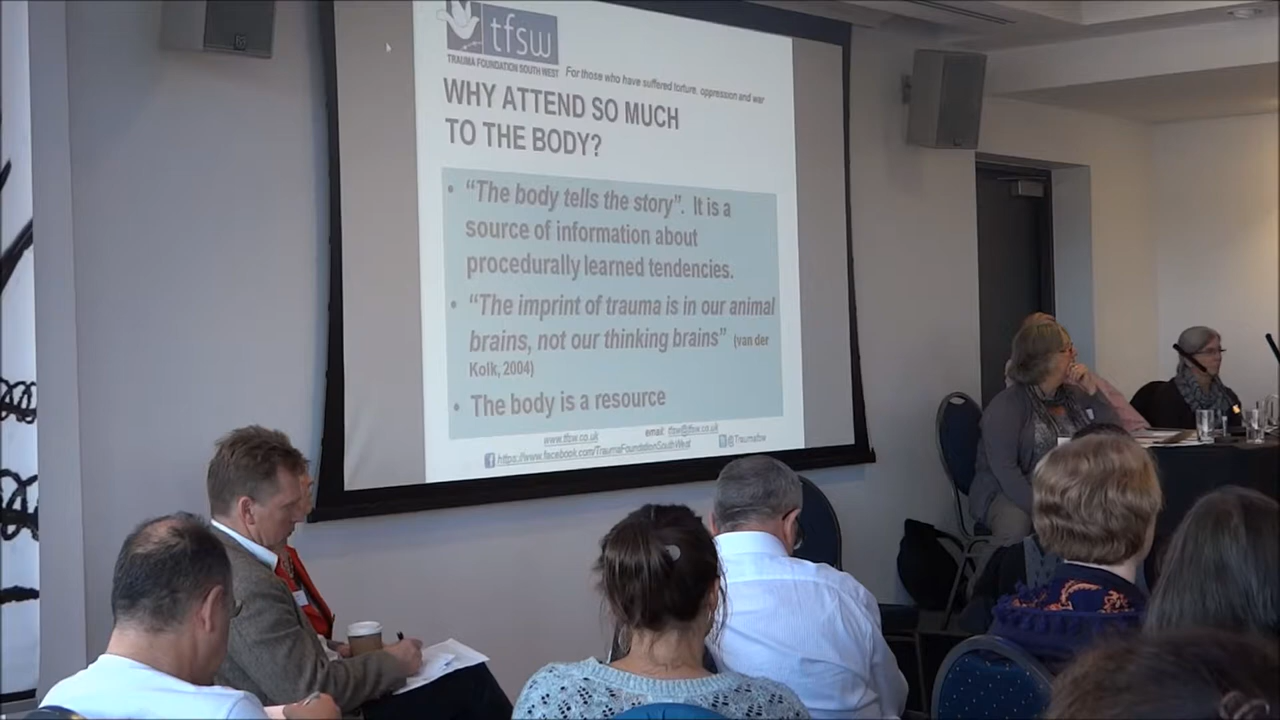 tfsw
TRAUMA FOUNDATION SOUTH WEST
For those who have suffered torture, oppression and war
WHY ATTEND SO MUCH
TO THE BODY?
• “The body tells the story”. It is a
source of information about
procedurally learned tendencies.
• “The imprint of trauma is in our animal
brains, not our thinking brains” (van der
Kolk, 2004)
• The body is a resource
www.tfsw.co.uk email: tfsw@tfsw.co.uk
https://www.facebook.com/TraumaFoundationSouthWest @Traumafsw